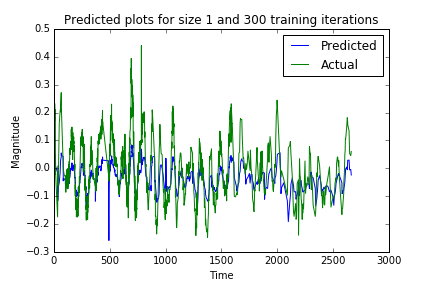 Predicted plots for size 1 and 300 training iterations
Predicted
Actual
Magnitude
0.5
0.4
0.3
0.2
0.1
0.0
−0.1
−0.2
−0.3
0 500 1000 1500 2000 2500 3000
Time